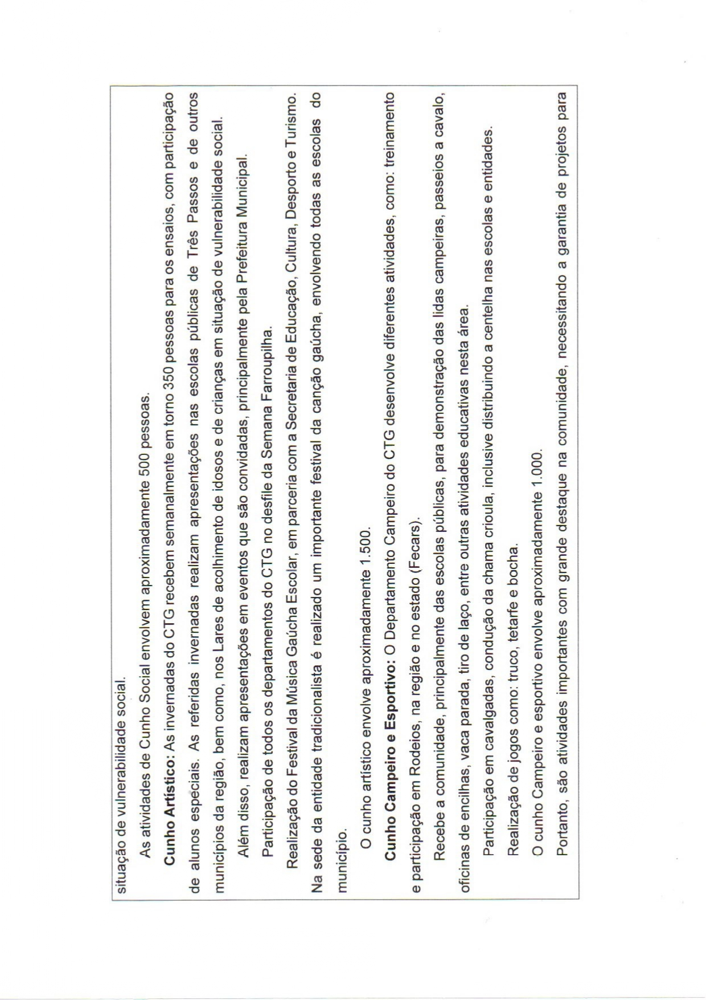 situação de vulnerabilidade social.
As atividades de Cunho Social envolvem aproximadamente 500 pessoas.
Cunho Artístico: As invernadas do CTG recebem semanalmente em torno 350 pessoas para os ensaios, com participação
de alunos especiais. As referidas invernadas realizam apresentações nas escolas públicas de Três Passos e de outros
municípios da região, bem como, nos Lares de acolhimento de idosos e de crianças em situação de vulnerabilidade social.
Além disso, realizam apresentações em eventos que são convidadas, principalmente pela Prefeitura Municipal.
Participação de todos os departamentos do CTG no desfile da Semana Farroupilha.
Realização do Festival da Música Gaúcha Escolar, em parceria com a Secretaria de Educação, Cultura, Desporto e Turismo.
Na sede da entidade tradicionalista é realizado um importante festival da canção gaúcha, envolvendo todas as escolas do
município.
O cunho artístico envolve aproximadamente 1.500.
Cunho Campeiro e Esportivo: O Departamento Campeiro do CTG desenvolve diferentes atividades, como: treinamento
e participação em Rodeios, na região e no estado (Fecars).
Recebe a comunidade, principalmente das escolas públicas, para demonstração das lidas campeiras, passeios a cavalo,
oficinas de encilhas, vaca parada, tiro de laço, entre outras atividades educativas nesta área.
Participação em cavalgadas, condução da chama crioula, inclusive distribuindo a centelha nas escolas e entidades.
Realização de jogos como: truco, tetarfe e bocha.
O cunho Campeiro e esportivo envolve aproximadamente 1.000.
Portanto, são atividades importantes com grande destaque na comunidade, necessitando a garantia de projetos para